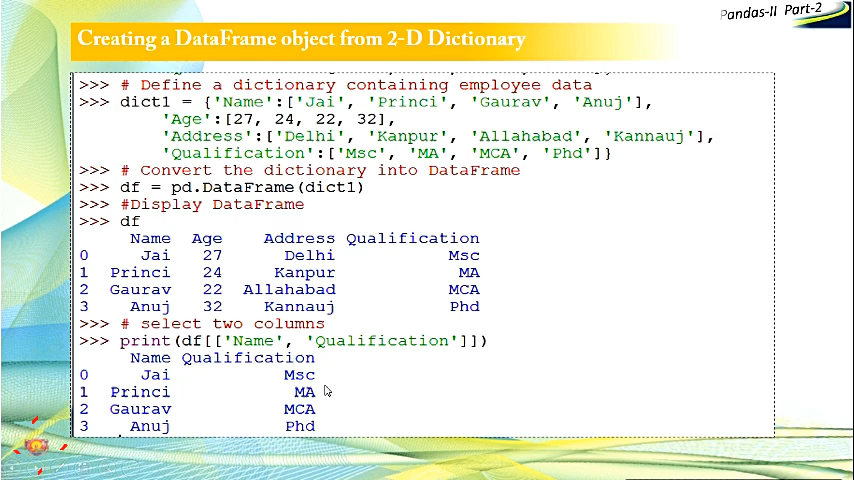 Pandas-II Part-2
Creating a DataFrame object from 2-D Dictionary
>>> # Define a dictionary containing employee data
>>> dict1 = {'Name':['Jai', 'Princi', 'Gaurav', 'Anuj'],
'Age':[27, 24, 22, 32],
'Address':['Delhi', 'Kanpur', 'Allahabad', 'Kannauj'],
'Qualification':['Msc', 'MA', 'MCA', 'Phd']}
>>> # Convert the dictionary into DataFrame
>>> df = pd.DataFrame(dict1)
>>> #Display DataFrame
>>> df
Name Age Address Qualification
0 Jai 27 Delhi Msc
1 Princi 24 Kanpur MA
2 Gaurav 22 Allahabad MCA
3 Anuj 32 Kannauj Phd
>>> # select two columns
>>> print(df[['Name', 'Qualification']])
Name Qualification
0 Jai Msc
1 Princi MA
2 Gaurav MCA
3 Anuj Phd